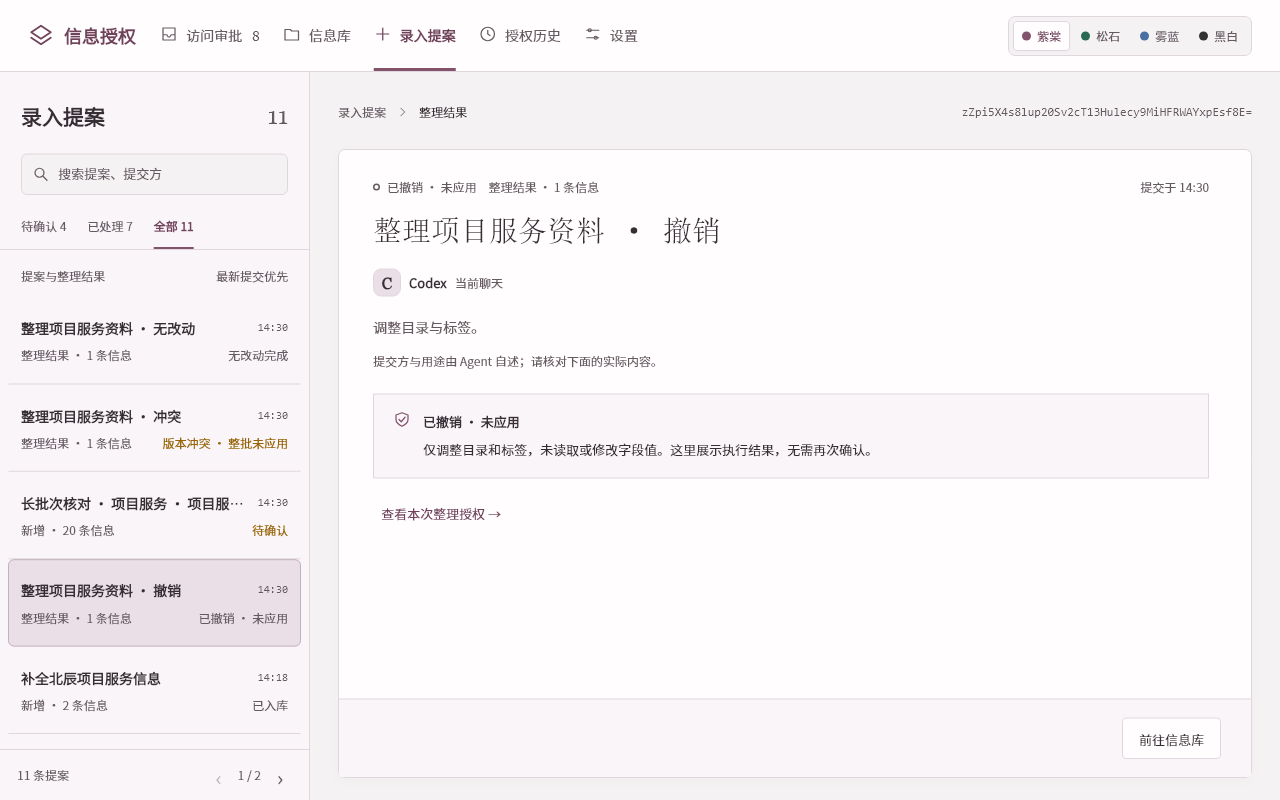 信息授权
访问审批 8
信息库
录入提案
授权历史
设置
紫棠
松石
雾蓝
黑白
录入提案 11
搜索提案、提交方
待确认 4
已处理 7
全部 11
提案与整理结果 最新提交优先
整理项目服务资料 · 无改动 14:30
整理结果 · 1 条信息 无改动完成
整理项目服务资料 · 冲突 14:30
整理结果 · 1 条信息 版本冲突 · 整批未应用
长批次核对 · 项目服务 · 项目服… 14:30
新增 · 20 条信息 待确认
整理项目服务资料 · 撤销 14:30
整理结果 · 1 条信息 已撤销 · 未应用
补全北辰项目服务信息 14:18
新增 · 2 条信息 已入库
11 条提案 ‹ 1 / 2 ›
录入提案 > 整理结果
zZpi5X4s8lup20Sv2cT13Hulecy9MiHFRWAYxpEsf8E=
已撤销 · 未应用 整理结果 · 1 条信息 提交于 14:30
整理项目服务资料 · 撤销
C Codex 当前聊天
调整目录与标签。
提交方与用途由 Agent 自述；请核对下面的实际内容。
已撤销 · 未应用
仅调整目录和标签，未读取或修改字段值。这里展示执行结果，无需再次确认。
查看本次整理授权 →
前往信息库